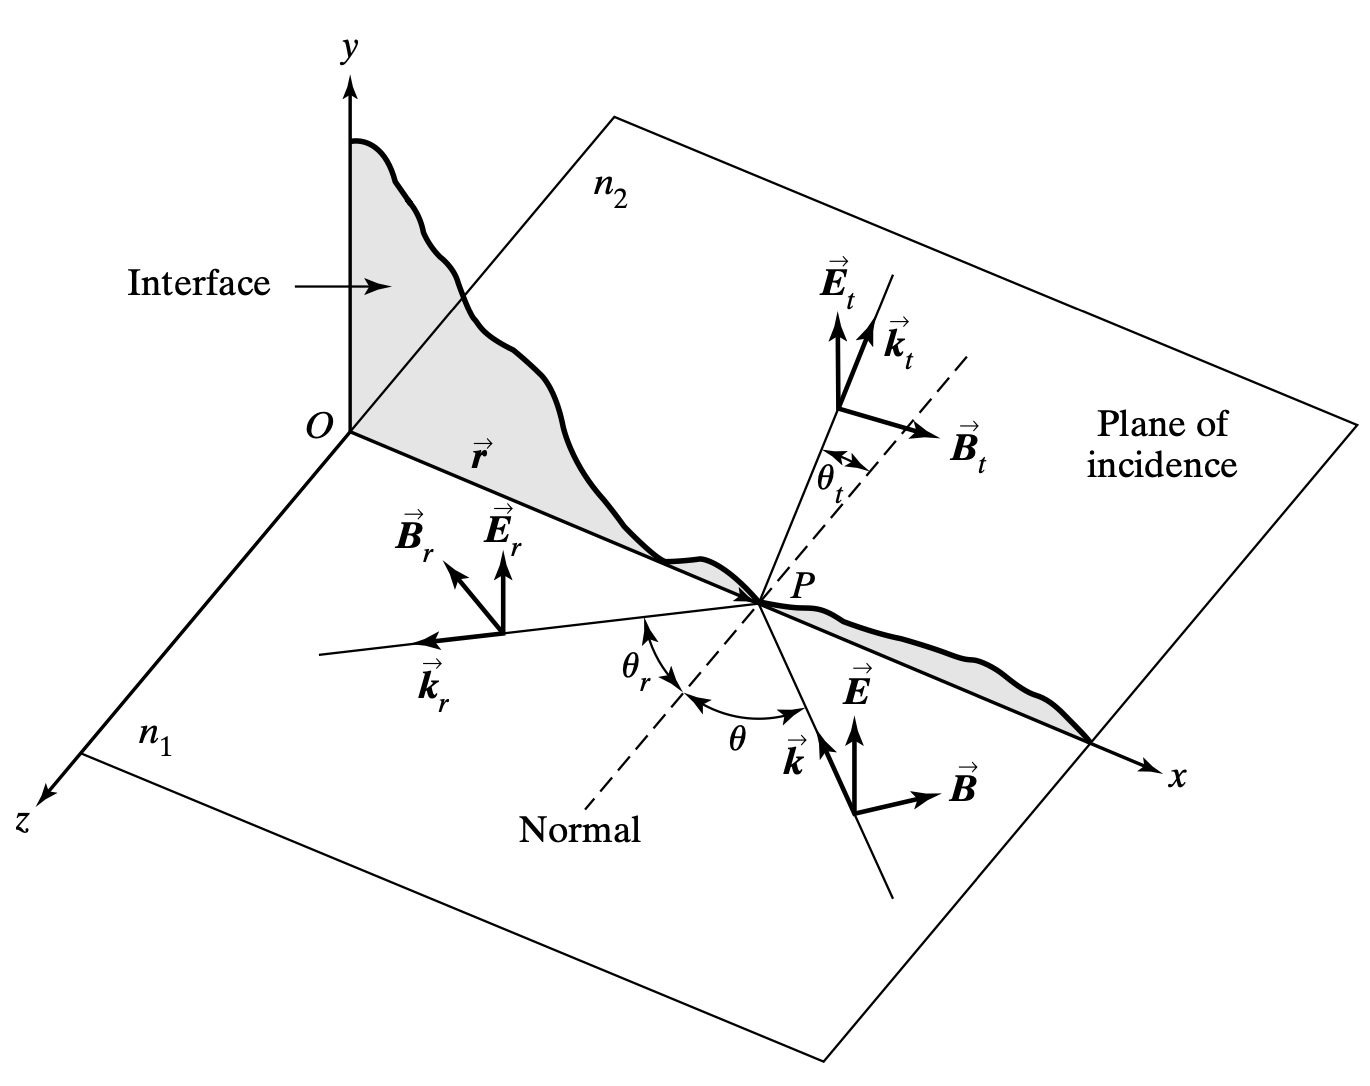 y
n₂
Interface
E⃗ₜ
k⃗ₜ
O
r⃗
Plane of
incidence
B⃗ₜ
θₜ
B⃗ᵣ
E⃗ᵣ
P
k⃗ᵣ
θᵣ
θ
E⃗
k⃗
B⃗
n₁
x
z
Normal